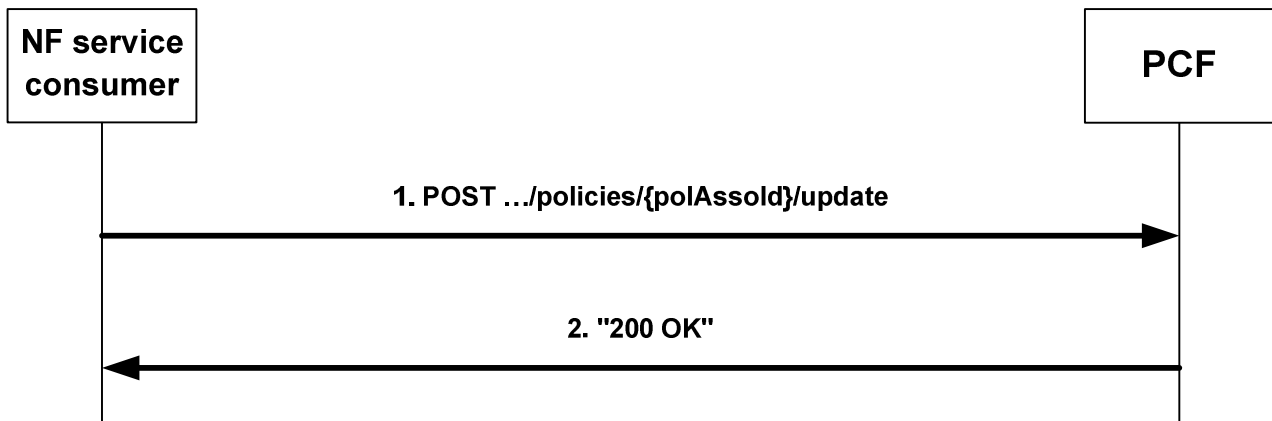 NF service
consumer
PCF
1. POST …/policies/{polAssoId}/update
2. "200 OK"